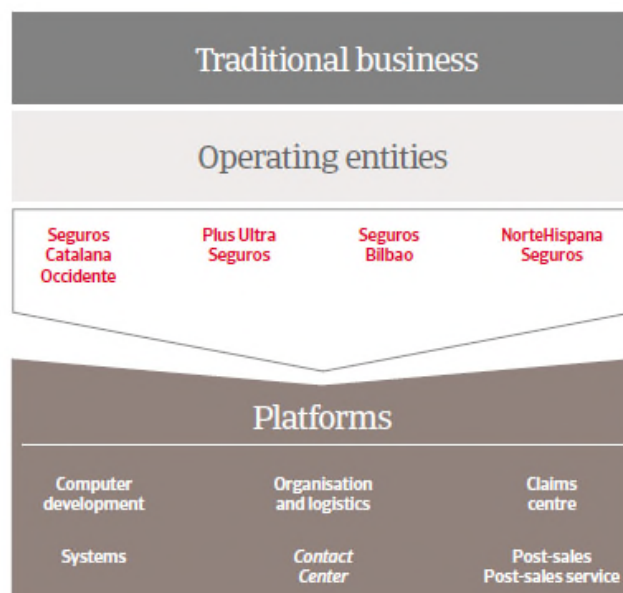 Traditional business
Operating entities
Seguros
Catalana
Occidente
Plus Ultra
Seguros
Seguros
Bilbao
NorteHispana
Seguros
Platforms
Computer
development
Organisation
and logistics
Claims
centre
Systems
Contact
Center
Post-sales
Post-sales service